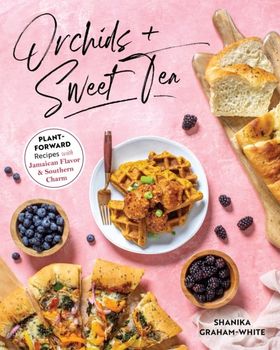 Orchids +
Sweet Tea
PLANT-
FORWARD
Recipes with
Jamaican Flavor
& Southern
Charm
SHANIKA
GRAHAM-WHITE